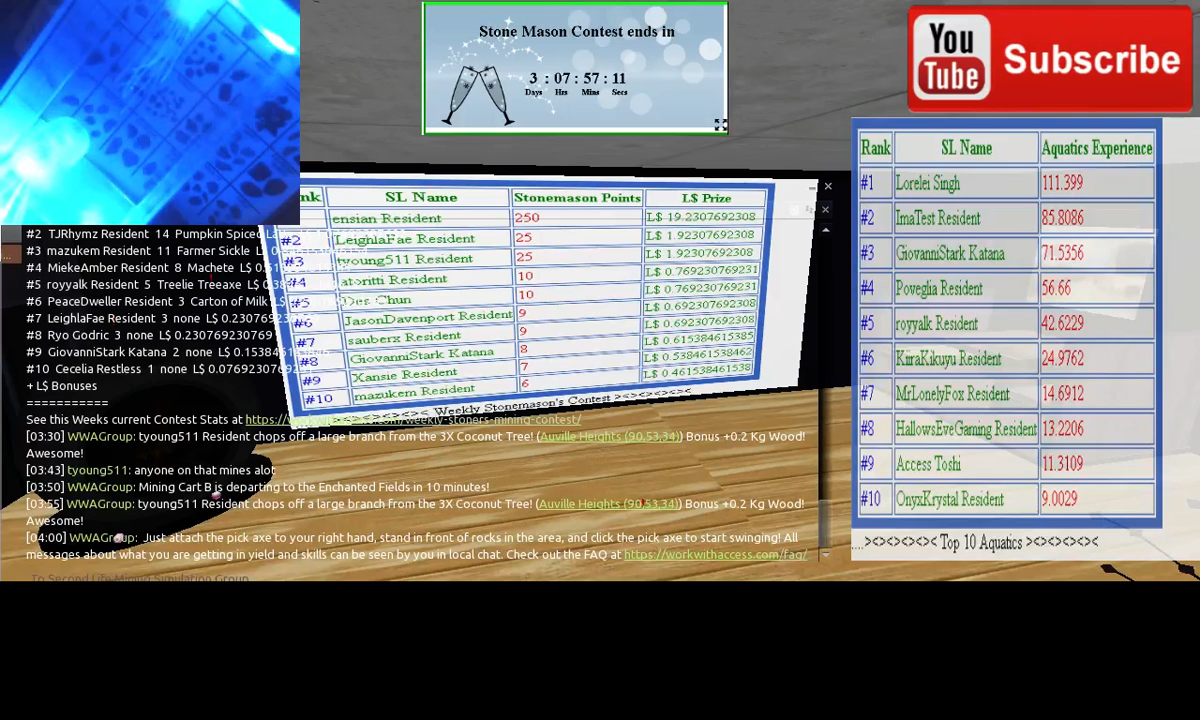 Stone Mason Contest ends in
3 : 07 : 57 : 11
Days Hrs Mins Secs
You Tube Subscribe
Rank SL Name Aquatics Experience
#1 Lorelei Singh 111.399
#2 ImaTest Resident 85.8086
#3 GiovanniStark Katana 71.5356
#4 Poveglia Resident 56.66
#5 royyalk Resident 42.6229
#6 KiiraKikuyu Resident 24.9762
#7 MrLonelyFox Resident 14.6912
#8 HallowsEveGaming Resident 13.2206
#9 Access Toshi 11.3109
#10 OnyxKrystal Resident 9.0029
....><><><>< Top 10 Aquatics ><><><><
nk SL Name Stonemason Points L$ Prize
ensian Resident 250 L$ 19.2307692308
#2 LeighlaFae Resident 25 L$ 1.92307692308
#3 tyoung511 Resident 25 L$ 1.92307692308
#4 atontti Resident 10 L$ 0.769230769231
#5 Chun 10 L$ 0.769230769231
#6 JasonDavenport Resident 9 L$ 0.692307692308
#7 sauberx Resident 9 L$ 0.692307692308
#8 GiovanniStark Katana 8 L$ 0.615384615385
#9 Xansie Resident 7 L$ 0.538461538462
#10 mazukem Resident 6 L$ 0.461538461538
><><>< Weekly Stonemason's Contest ><><><><
#2 TJRhymz Resident 14 Pumpkin Spiced
#3 mazukem Resident 11 Farmer Sickle L$
#4 MiekeAmber Resident 8 Machete L$
#5 royyalk Resident 5 Treelie Treeaxe L$
#6 PeaceDweller Resident 3 Carton of Milk L$
#7 LeighlaFae Resident 3 none L$ 0.230769
#8 Ryo Godric 3 none L$ 0.230769
#9 GiovanniStark Katana 2 none L$
#10 Cecelia Restless 1 none L$
+ L$ Bonuses
===========
See this Weeks current Contest Stats at
[03:30] WWAGroup: tyoung511 Resident chops off a large branch from the 3X Coconut Tree! (Auville Heights (90,53,34)) Bonus +0.2 Kg Wood!
Awesome!
[03:43] tyoung511: anyone on that mines alot
[03:50] WWAGroup: Mining Cart B is departing to the Enchanted Fields in 10 minutes!
[03:55] WWAGroup: tyoung511 Resident chops off a large branch from the 3X Coconut Tree! (Auville Heights (90,53,34)) Bonus +0.2 Kg Wood!
Awesome!
[04:00] WWAGroup: Just attach the pick axe to your right hand, stand in front of rocks in the area, and click the pick axe to start swinging! All
messages about what you are getting in yield and skills can be seen by you in local chat. Check out the FAQ at https://workwithaccess.com/faq/
To Second Life Mining Simulation Group